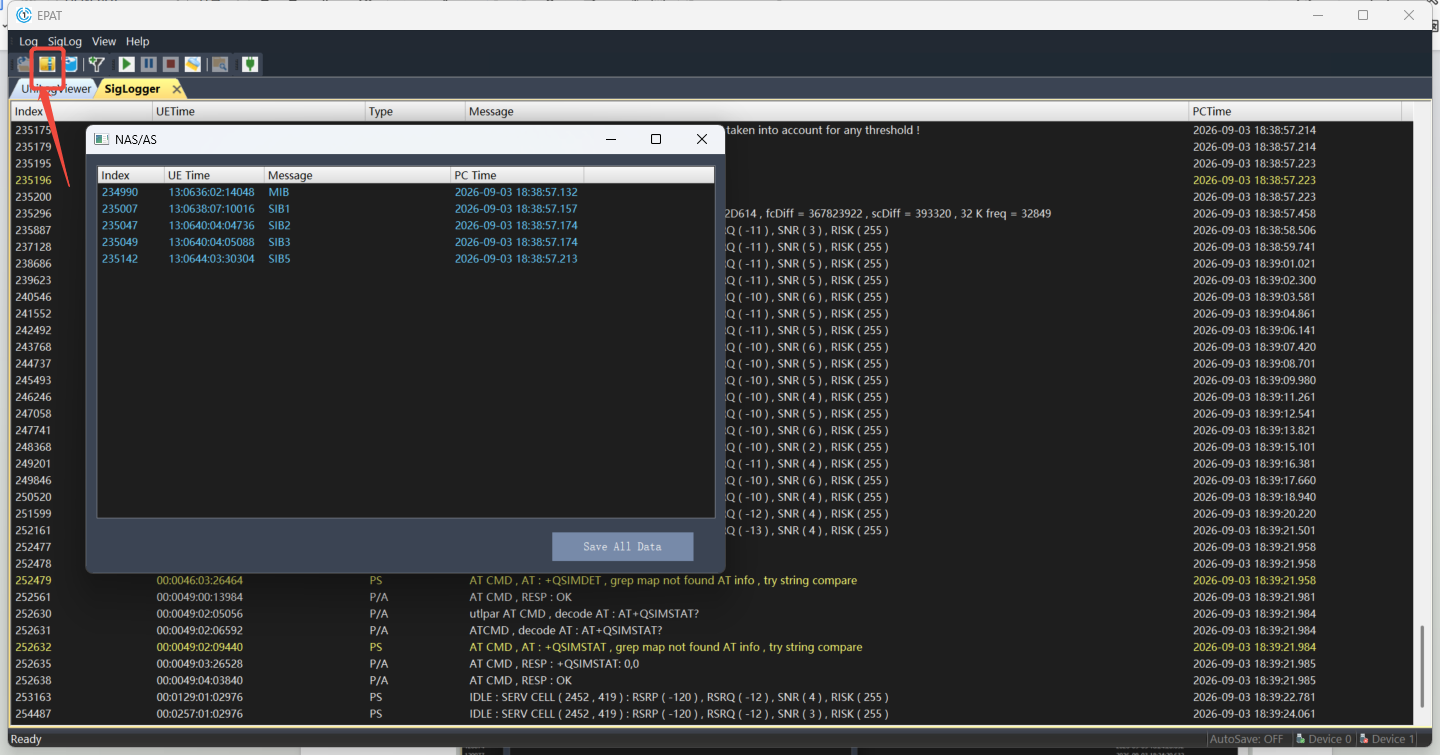 EPAT
Log SigLog View Help
UniLogViewer SigLogger
Index UETime Type Message PCTime
235175 taken into account for any threshold ! 2026-09-03 18:38:57.214
235179 2026-09-03 18:38:57.214
235195 2026-09-03 18:38:57.223
235196 2026-09-03 18:38:57.223
235200 2026-09-03 18:38:57.223
235296 2D614 , fcDiff = 367823922 , scDiff = 393320 , 32 K freq = 32849 2026-09-03 18:38:57.458
235887 RQ ( -11 ) , SNR ( 3 ) , RISK ( 255 ) 2026-09-03 18:38:58.506
237128 Q ( -11 ) , SNR ( 5 ) , RISK ( 255 ) 2026-09-03 18:38:59.741
238686 Q ( -11 ) , SNR ( 5 ) , RISK ( 255 ) 2026-09-03 18:39:01.021
239623 Q ( -11 ) , SNR ( 5 ) , RISK ( 255 ) 2026-09-03 18:39:02.300
240546 Q ( -10 ) , SNR ( 6 ) , RISK ( 255 ) 2026-09-03 18:39:03.581
241552 Q ( -11 ) , SNR ( 5 ) , RISK ( 255 ) 2026-09-03 18:39:04.861
242492 Q ( -11 ) , SNR ( 5 ) , RISK ( 255 ) 2026-09-03 18:39:06.141
243768 Q ( -10 ) , SNR ( 6 ) , RISK ( 255 ) 2026-09-03 18:39:07.420
244737 Q ( -10 ) , SNR ( 5 ) , RISK ( 255 ) 2026-09-03 18:39:08.701
245493 Q ( -10 ) , SNR ( 5 ) , RISK ( 255 ) 2026-09-03 18:39:09.980
246246 Q ( -10 ) , SNR ( 4 ) , RISK ( 255 ) 2026-09-03 18:39:11.261
247058 Q ( -10 ) , SNR ( 5 ) , RISK ( 255 ) 2026-09-03 18:39:12.541
247741 Q ( -10 ) , SNR ( 6 ) , RISK ( 255 ) 2026-09-03 18:39:13.821
248368 Q ( -10 ) , SNR ( 2 ) , RISK ( 255 ) 2026-09-03 18:39:15.101
249201 Q ( -11 ) , SNR ( 4 ) , RISK ( 255 ) 2026-09-03 18:39:16.381
249846 Q ( -10 ) , SNR ( 6 ) , RISK ( 255 ) 2026-09-03 18:39:17.660
250520 Q ( -10 ) , SNR ( 4 ) , RISK ( 255 ) 2026-09-03 18:39:18.940
251599 Q ( -12 ) , SNR ( 4 ) , RISK ( 255 ) 2026-09-03 18:39:20.220
252161 Q ( -13 ) , SNR ( 4 ) , RISK ( 255 ) 2026-09-03 18:39:21.501
252477 2026-09-03 18:39:21.958
252478 2026-09-03 18:39:21.958
252479 00:0046:03:26464 PS AT CMD , AT : +QSIMDET , grep map not found AT info , try string compare 2026-09-03 18:39:21.958
252561 00:0049:00:13984 P/A AT CMD , RESP : OK 2026-09-03 18:39:21.981
252630 00:0049:02:05056 P/A utlpar AT CMD , decode AT : AT+QSIMSTAT? 2026-09-03 18:39:21.984
252631 00:0049:02:06592 P/A ATCMD , decode AT : AT+QSIMSTAT? 2026-09-03 18:39:21.984
252632 00:0049:02:09440 PS AT CMD , AT : +QSIMSTAT , grep map not found AT info , try string compare 2026-09-03 18:39:21.984
252635 00:0049:03:26528 P/A AT CMD , RESP : +QSIMSTAT: 0,0 2026-09-03 18:39:21.985
252638 00:0049:04:03840 P/A AT CMD , RESP : OK 2026-09-03 18:39:21.985
253163 00:0129:01:02976 PS IDLE : SERV CELL ( 2452 , 419 ) : RSRP ( -120 ) , RSRQ ( -12 ) , SNR ( 4 ) , RISK ( 255 ) 2026-09-03 18:39:22.781
254487 00:0257:01:02976 PS IDLE : SERV CELL ( 2452 , 419 ) : RSRP ( -120 ) , RSRQ ( -12 ) , SNR ( 3 ) , RISK ( 255 ) 2026-09-03 18:39:24.061
NAS/AS
Index UE Time Message PC Time
234990 13:0636:02:14048 MIB 2026-09-03 18:38:57.132
235007 13:0638:07:10016 SIB1 2026-09-03 18:38:57.157
235047 13:0640:04:04736 SIB2 2026-09-03 18:38:57.174
235049 13:0640:04:05088 SIB3 2026-09-03 18:38:57.174
235142 13:0644:03:30304 SIB5 2026-09-03 18:38:57.213
Save All Data
Ready AutoSave: OFF Device 0 Device 1